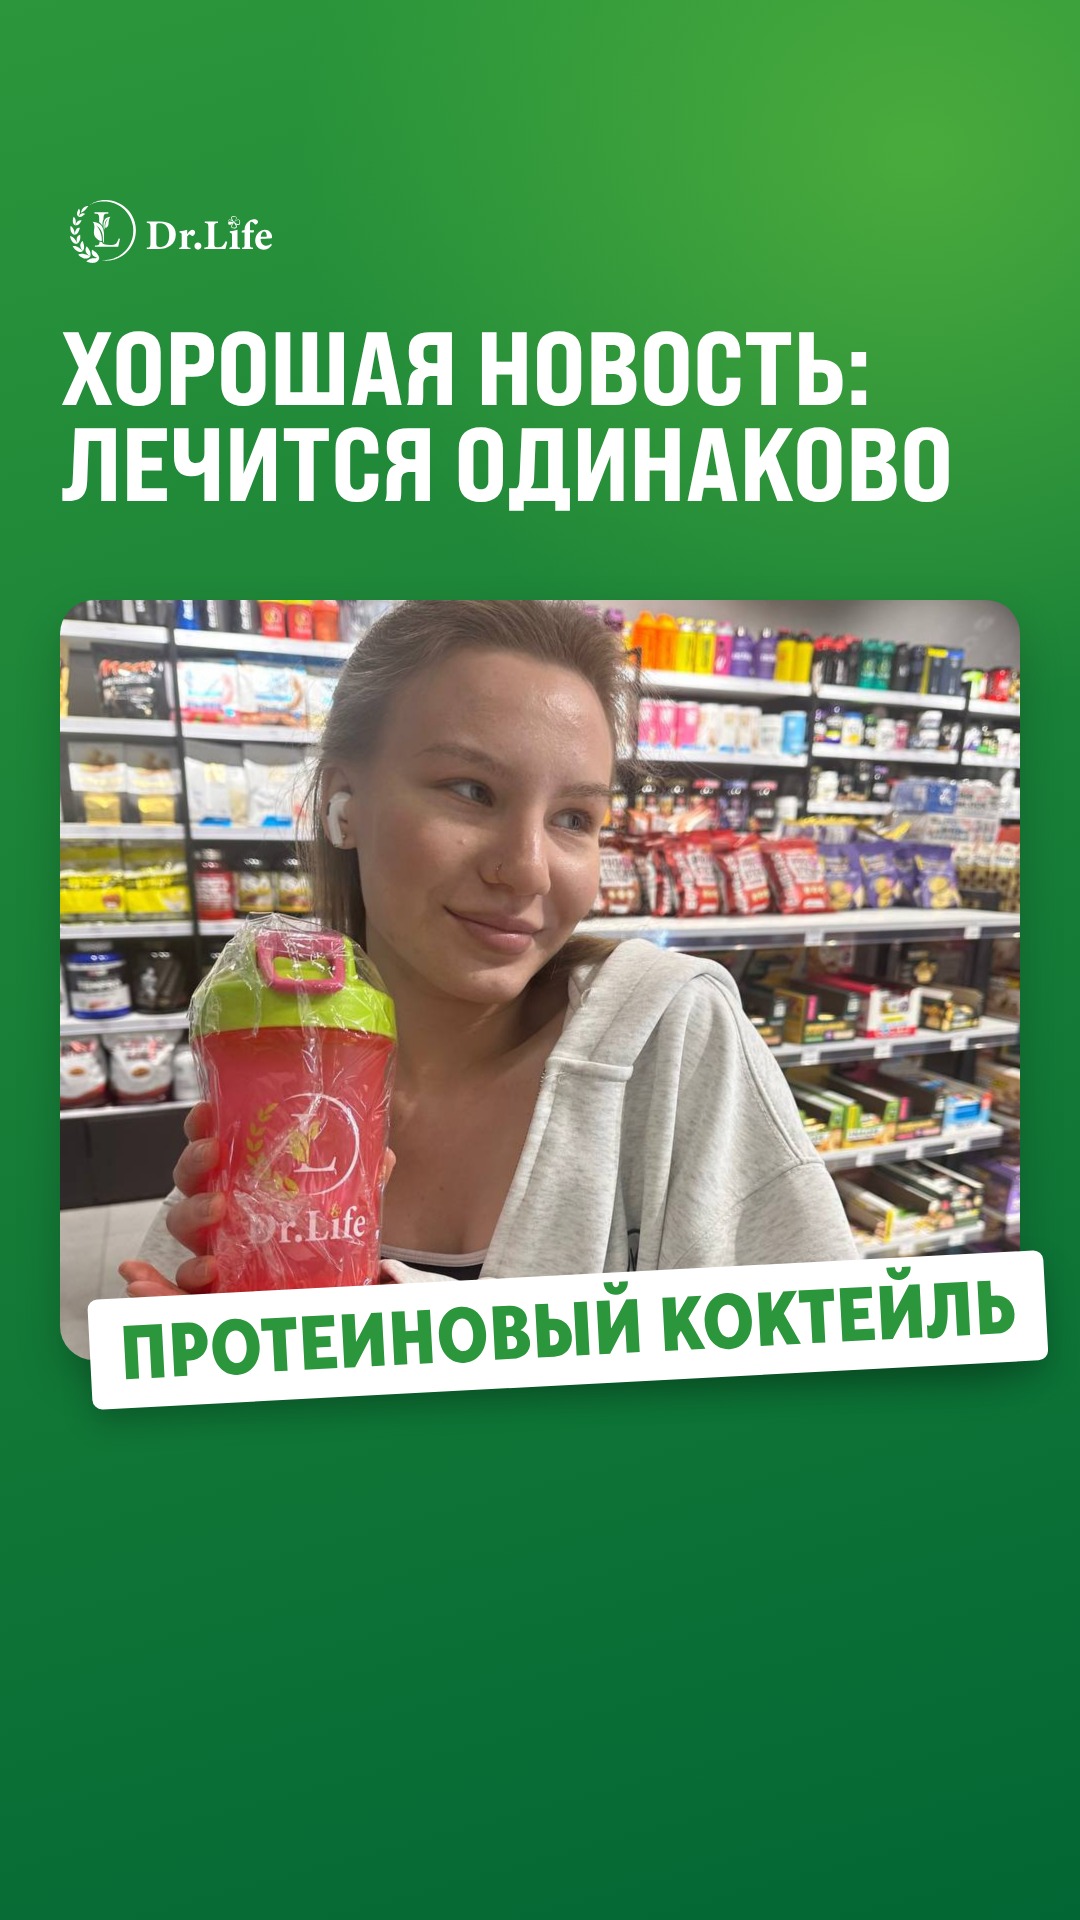 Dr.Life
ХОРОШАЯ НОВОСТЬ:
ЛЕЧИТСЯ ОДИНАКОВО
Dr.Life
ПРОТЕИНОВЫЙ КОКТЕЙЛЬ